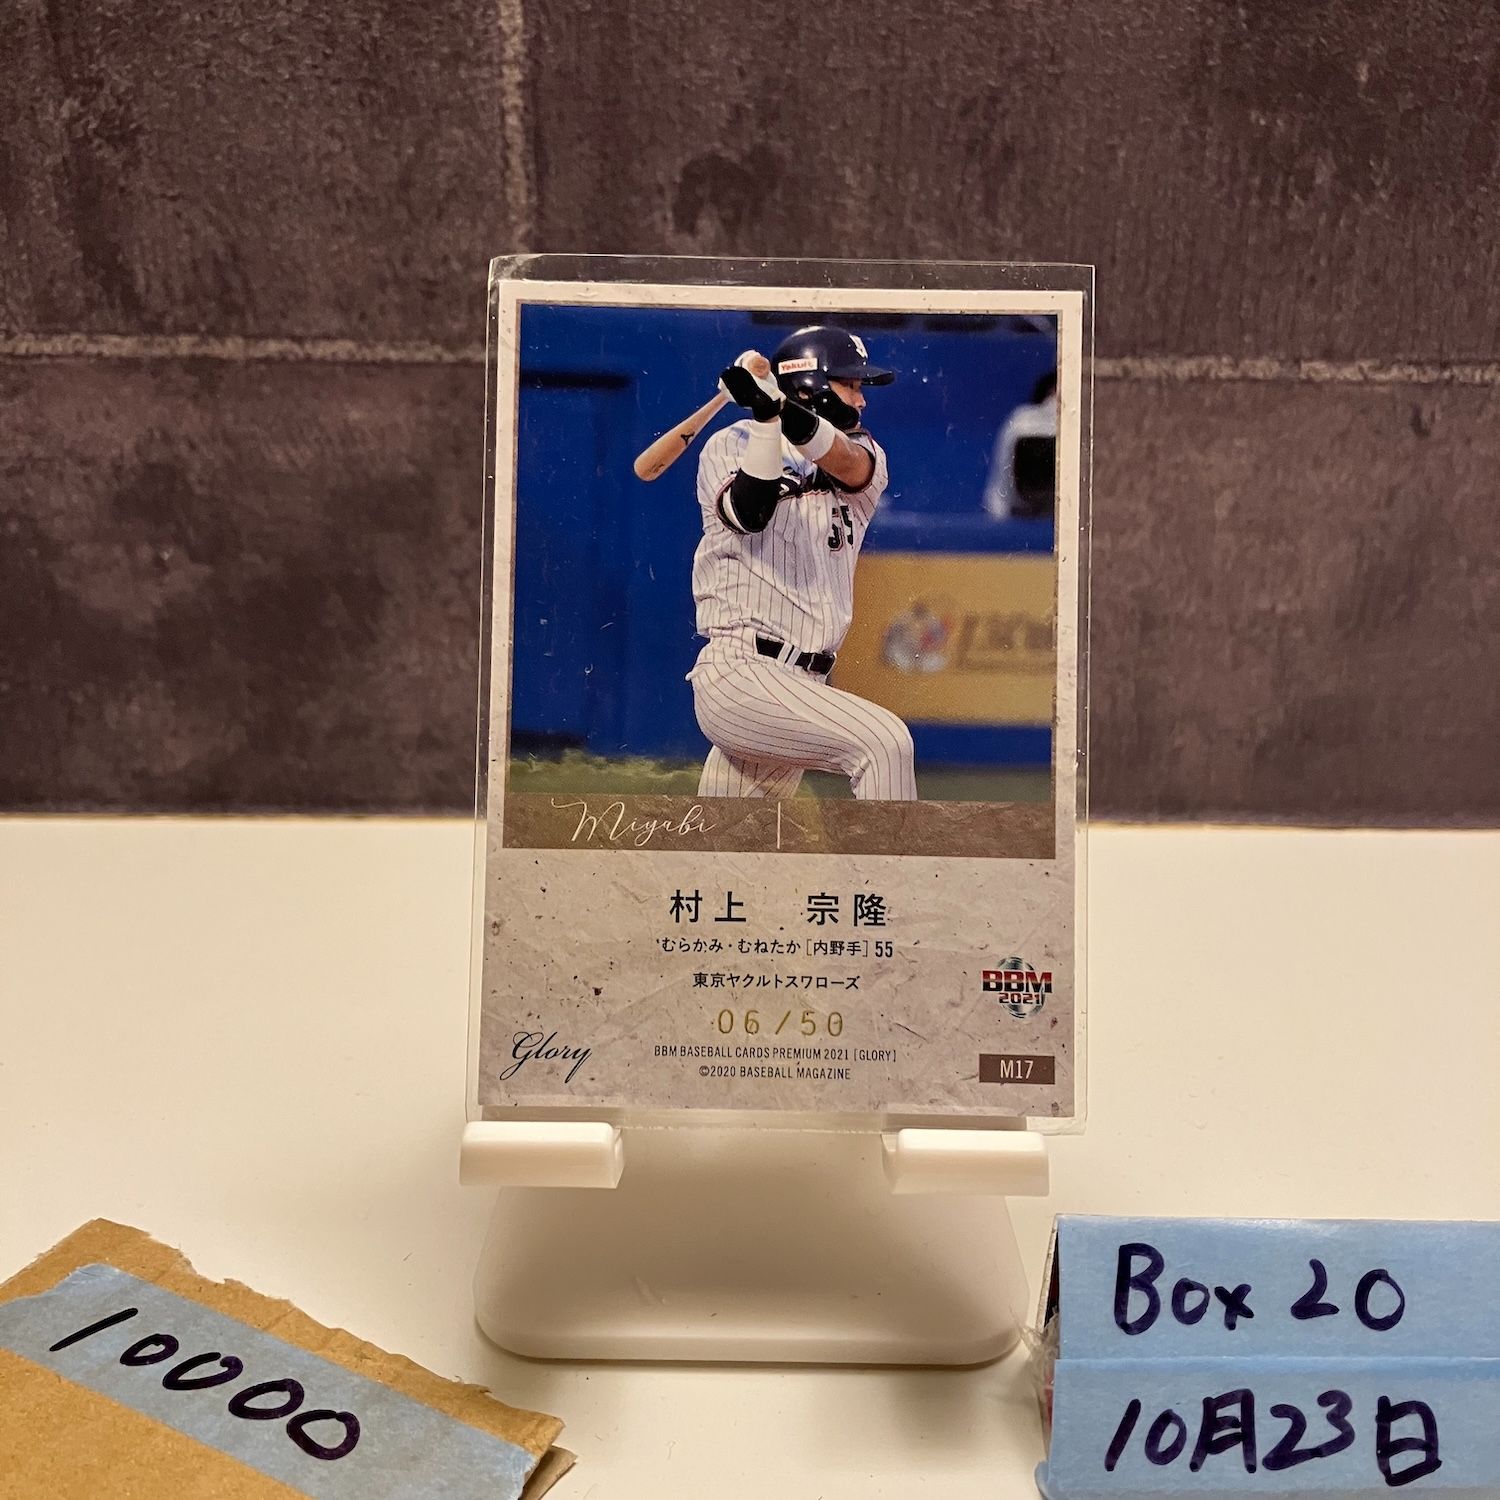 Yakult
55
Miyabi
村上 宗隆
むらかみ・むねたか [内野手] 55
東京ヤクルトスワローズ
BBM
2021
06/50
Glory
BBM BASEBALL CARDS PREMIUM 2021 [GLORY]
©2020 BASEBALL MAGAZINE
M17
10000
Box 20
10月23日